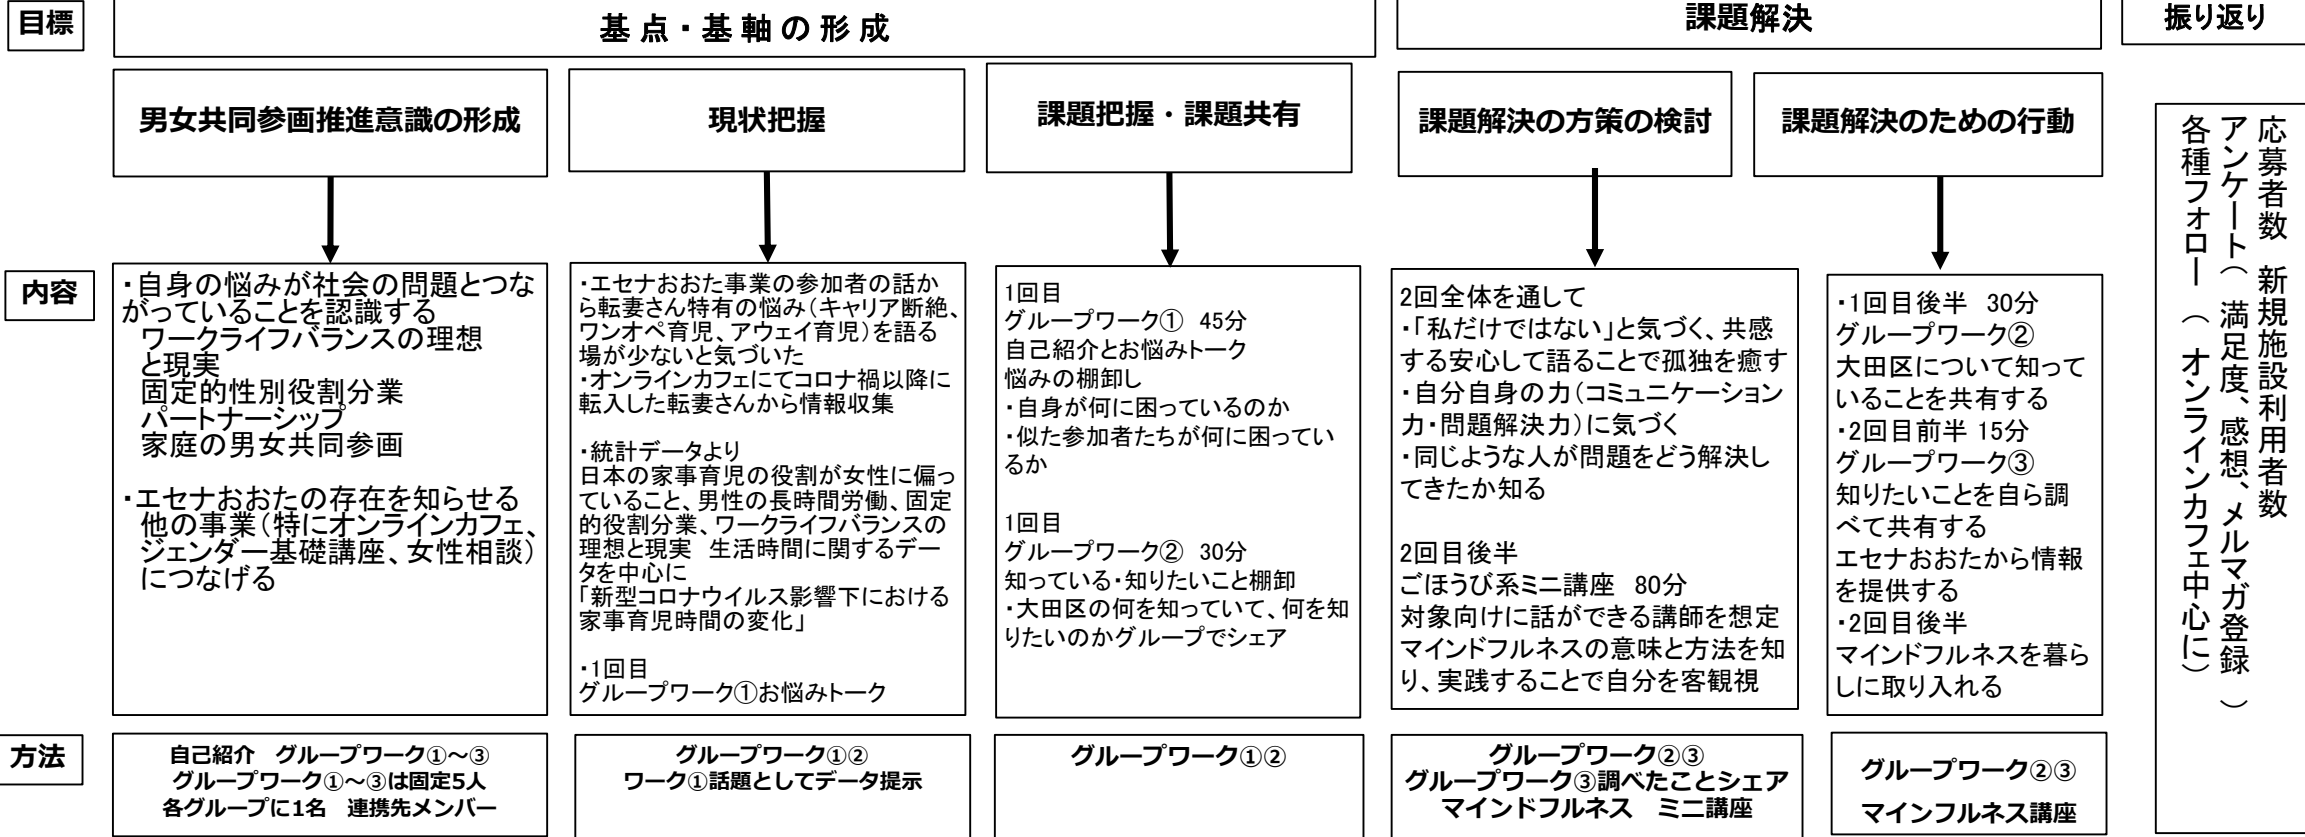 目標
基 点・基 軸 の 形 成
課題解決
振り返り
男女共同参画推進意識の形成
現状把握
課題把握・課題共有
課題解決の方策の検討
課題解決のための行動
内容
・自身の悩みが社会の問題とつな
がっていることを認識する
ワークライフバランスの理想
と現実
固定的性別役割分業
パートナーシップ
家庭の男女共同参画
・エセナおおたの存在を知らせる
他の事業（特にオンラインカフェ、
ジェンダー基礎講座、女性相談）
につなげる
・エセナおおた事業の参加者の話か
ら転妻さん特有の悩み（キャリア断絶、
ワンオペ育児、アウェイ育児）を語る
場が少ないと気づいた
・オンラインカフェにてコロナ禍以降に
転入した転妻さんから情報収集
・統計データより
日本の家事育児の役割が女性に偏っ
ていること、男性の長時間労働、固定
的役割分業、ワークライフバランスの
理想と現実　生活時間に関するデー
タを中心に
「新型コロナウイルス影響下における
家事育児時間の変化」
・1回目
グループワーク①お悩みトーク
1回目
グループワーク①　45分
自己紹介とお悩みトーク
悩みの棚卸し
・自身が何に困っているのか
・似た参加者たちが何に困ってい
るか
1回目
グループワーク②　30分
知っている・知りたいこと棚卸
・大田区の何を知っていて、何を知
りたいのかグループでシェア
2回全体を通して
・「私だけではない」と気づく、共感
する安心して語ることで孤独を癒す
・自分自身の力（コミュニケーション
力・問題解決力）に気づく
・同じような人が問題をどう解決し
てきたか知る
2回目後半
ごほうび系ミニ講座　80分
対象向けに話ができる講師を想定
マインドフルネスの意味と方法を知
り、実践することで自分を客観視
・1回目後半　30分
グループワーク②
大田区について知って
いることを共有する
・2回目前半 15分
グループワーク③
知りたいことを自ら調
べて共有する
エセナおおたから情報
を提供する
・2回目後半
マインドフルネスを暮ら
しに取り入れる
応募者数　新規施設利用者数
アンケート（　満足度、感想、メルマガ登録　）
各種フォロー　（　オンラインカフェ中心に）
方法
自己紹介　グループワーク①～③
グループワーク①～③は固定5人
各グループに1名　連携先メンバー
グループワーク①②
ワーク①話題としてデータ提示
グループワーク①②
グループワーク②③
グループワーク③調べたことシェア
マインドフルネス　ミニ講座
グループワーク②③
マインフルネス講座